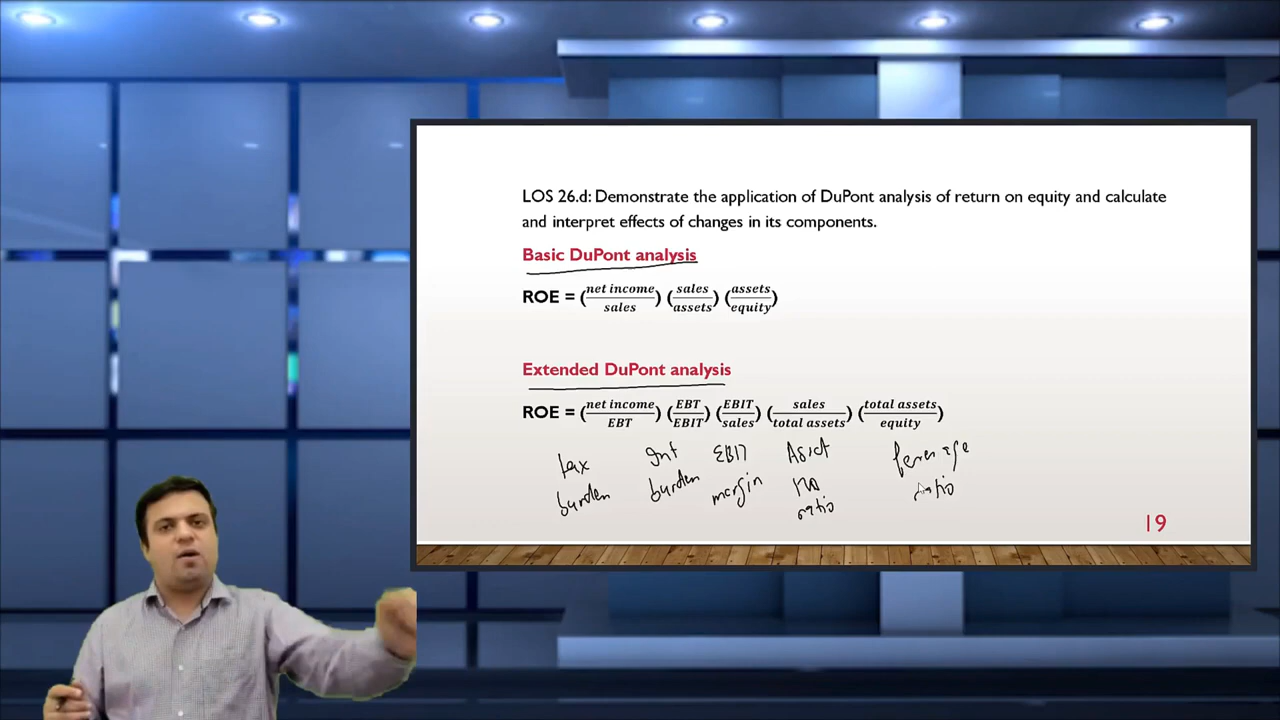 LOS 26.d: Demonstrate the application of DuPont analysis of return on equity and calculate
and interpret effects of changes in its components.
Basic DuPont analysis
ROE = (net income/sales) (sales/assets) (assets/equity)
Extended DuPont analysis
ROE = (net income/EBT) (EBT/EBIT) (EBIT/sales) (sales/total assets) (total assets/equity)
tax Int EBIT Asset leverage
burden burden margin ratio
ratio
19